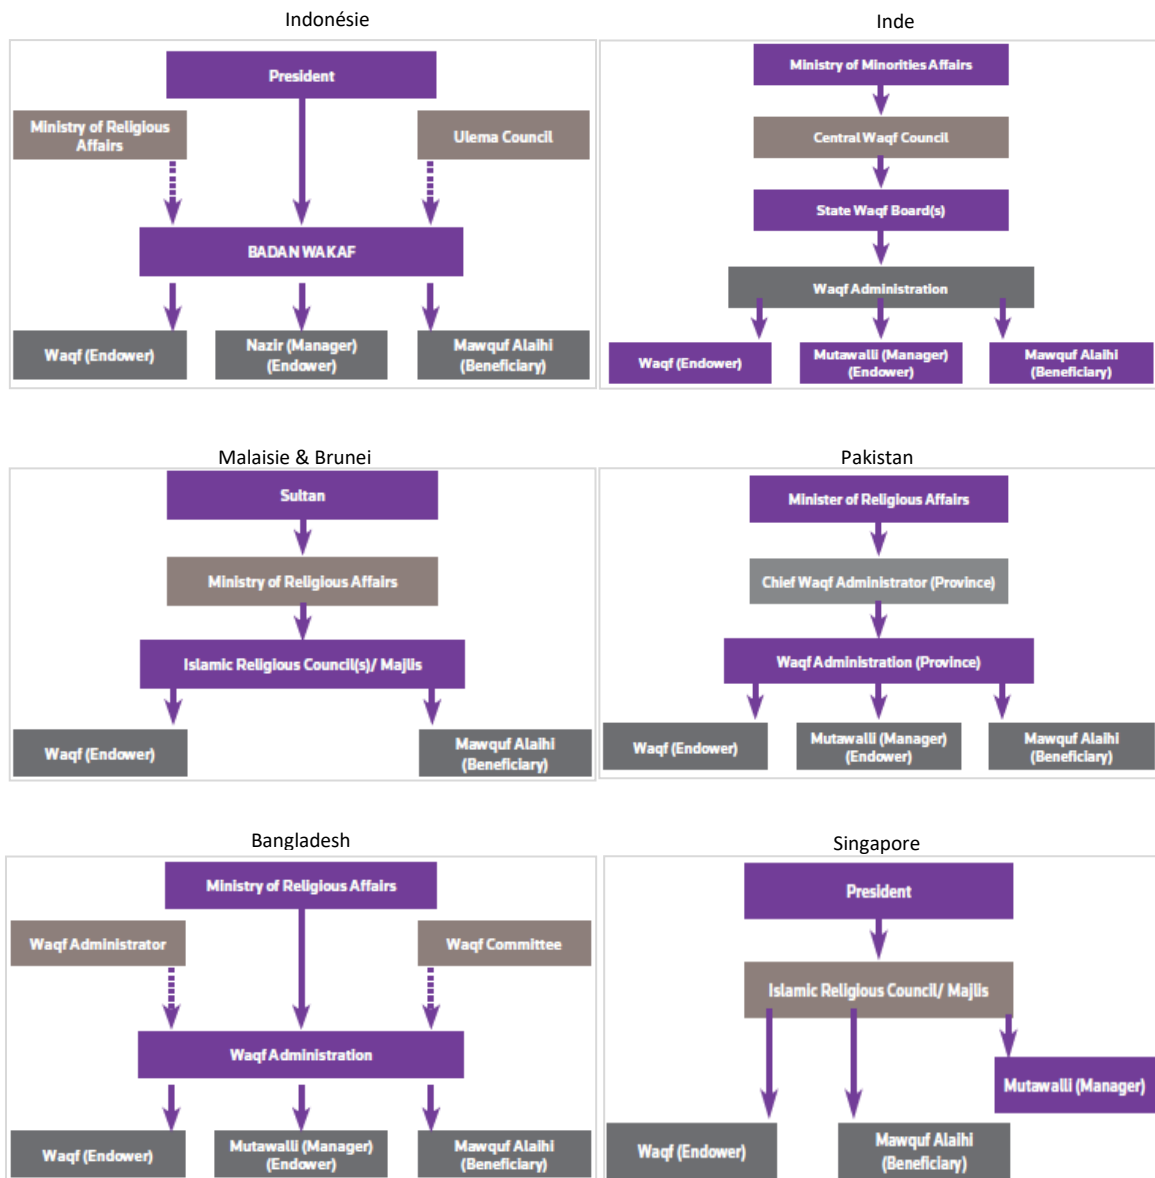 Indonésie
President
Ministry of Religious
Affairs
Ulema Council
BADAN WAKAF
Waqf (Endower)
Nazir (Manager)
(Endower)
Mawquf Alaihi
(Beneficiary)
Inde
Ministry of Minorities Affairs
Central Waqf Council
State Waqf Board(s)
Waqf Administration
Waqf (Endower)
Mutawalli (Manager)
(Endower)
Mawquf Alaihi
(Beneficiary)
Malaisie & Brunei
Sultan
Ministry of Religious Affairs
Islamic Religious Council(s)/ Majlis
Waqf (Endower)
Mawquf Alaihi
(Beneficiary)
Pakistan
Minister of Religious Affairs
Chief Waqf Administrator (Province)
Waqf Administration (Province)
Waqf (Endower)
Mutawalli (Manager)
(Endower)
Mawquf Alaihi
(Beneficiary)
Bangladesh
Ministry of Religious Affairs
Waqf Administrator
Waqf Committee
Waqf Administration
Waqf (Endower)
Mutawalli (Manager)
(Endower)
Mawquf Alaihi
(Beneficiary)
Singapore
President
Islamic Religious Council/ Majlis
Mutawalli (Manager)
Waqf (Endower)
Mawquf Alaihi
(Beneficiary)